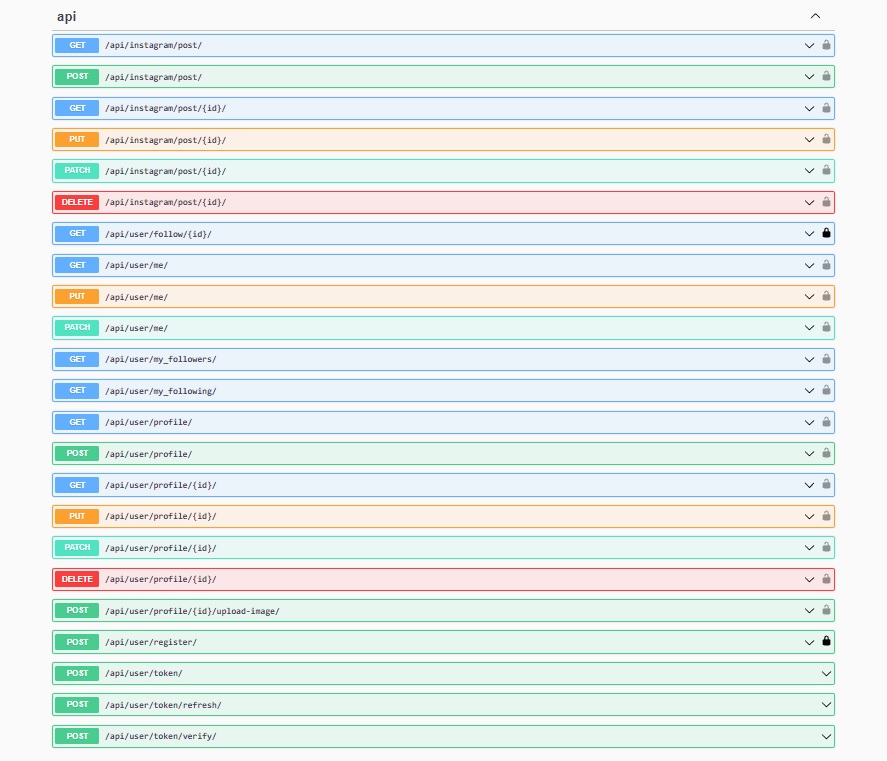 api
GET /api/instagram/post/
POST /api/instagram/post/
GET /api/instagram/post/{id}/
PUT /api/instagram/post/{id}/
PATCH /api/instagram/post/{id}/
DELETE /api/instagram/post/{id}/
GET /api/user/follow/{id}/
GET /api/user/me/
PUT /api/user/me/
PATCH /api/user/me/
GET /api/user/my_followers/
GET /api/user/my_following/
GET /api/user/profile/
POST /api/user/profile/
GET /api/user/profile/{id}/
PUT /api/user/profile/{id}/
PATCH /api/user/profile/{id}/
DELETE /api/user/profile/{id}/
POST /api/user/profile/{id}/upload-image/
POST /api/user/register/
POST /api/user/token/
POST /api/user/token/refresh/
POST /api/user/token/verify/